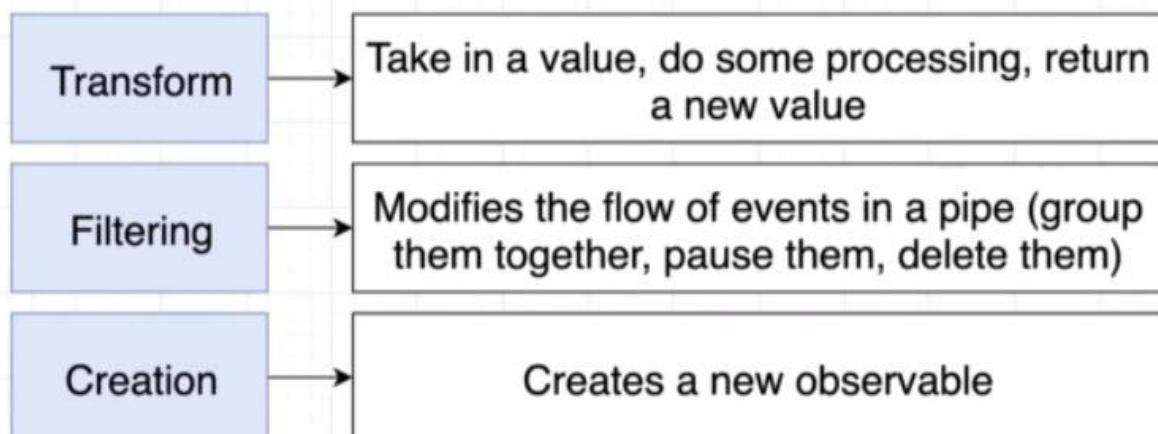 Transform
Take in a value, do some processing, return
a new value
Filtering
Modifies the flow of events in a pipe (group
them together, pause them, delete them)
Creation
Creates a new observable